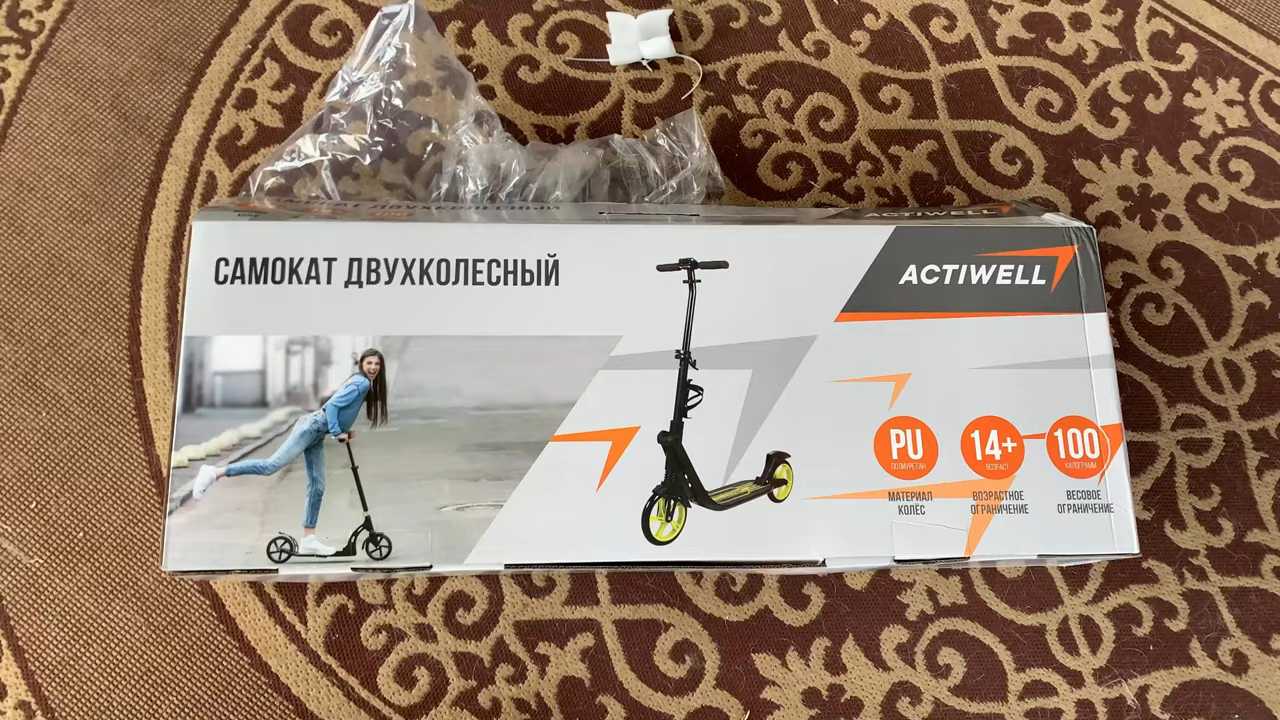 ACTIWELL
САМОКАТ ДВУХКОЛЕСНЫЙ
ACTIWELL
PU
ПОЛИУРЕТАН
МАТЕРИАЛ
КОЛЁС
14+
ВОЗРАСТ
ВОЗРАСТНОЕ
ОГРАНИЧЕНИЕ
100
КИЛОГРАММ
ВЕСОВОЕ
ОГРАНИЧЕНИЕ